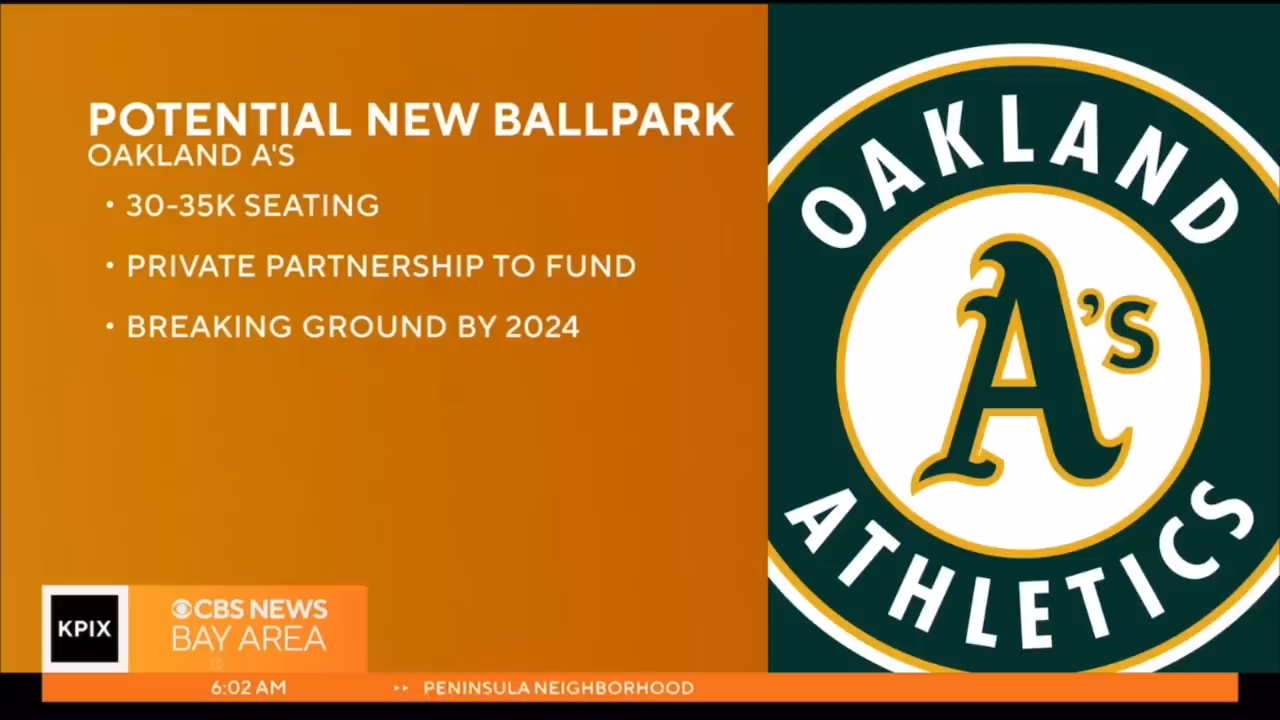 POTENTIAL NEW BALLPARK
OAKLAND A'S
• 30-35K SEATING
• PRIVATE PARTNERSHIP TO FUND
• BREAKING GROUND BY 2024
OAKLAND
A's
ATHLETICS
KPIX
CBS NEWS
BAY AREA
6:02 AM
PENINSULA NEIGHBORHOOD